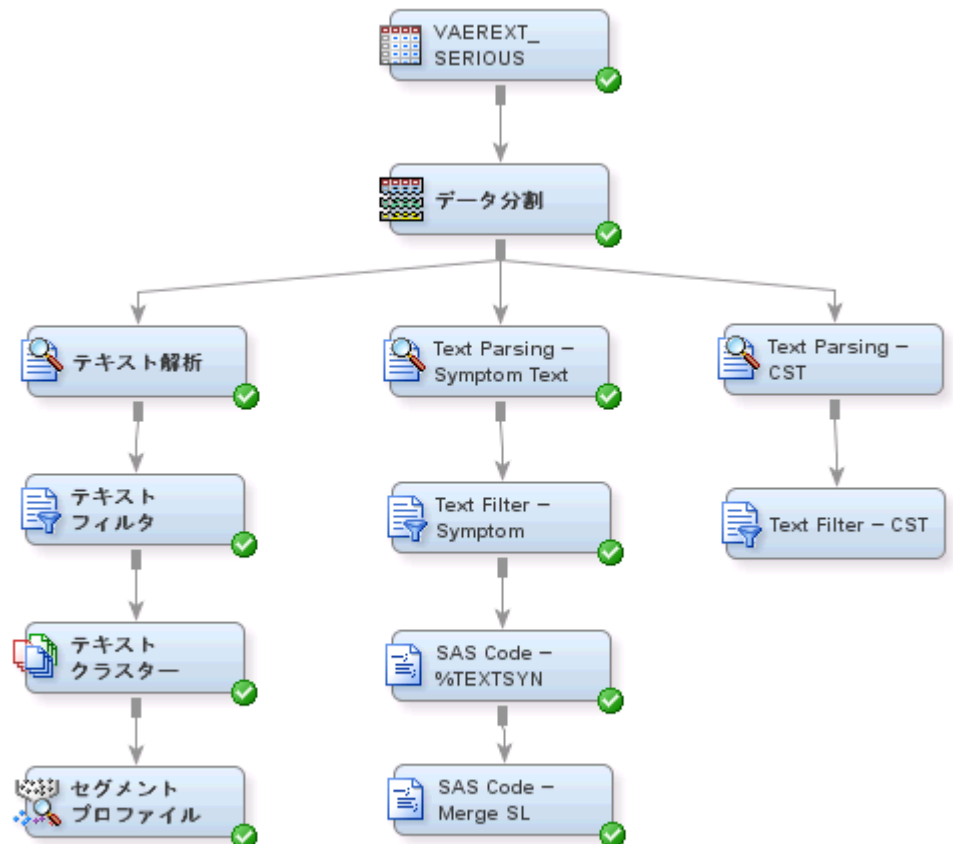 VAEREXT_
SERIOUS
データ分割
テキスト解析
Text Parsing –
Symptom Text
Text Parsing –
CST
テキスト
フィルタ
Text Filter –
Symptom
Text Filter – CST
テキスト
クラスター
SAS Code –
%TEXTSYN
セグメント
プロファイル
SAS Code –
Merge SL